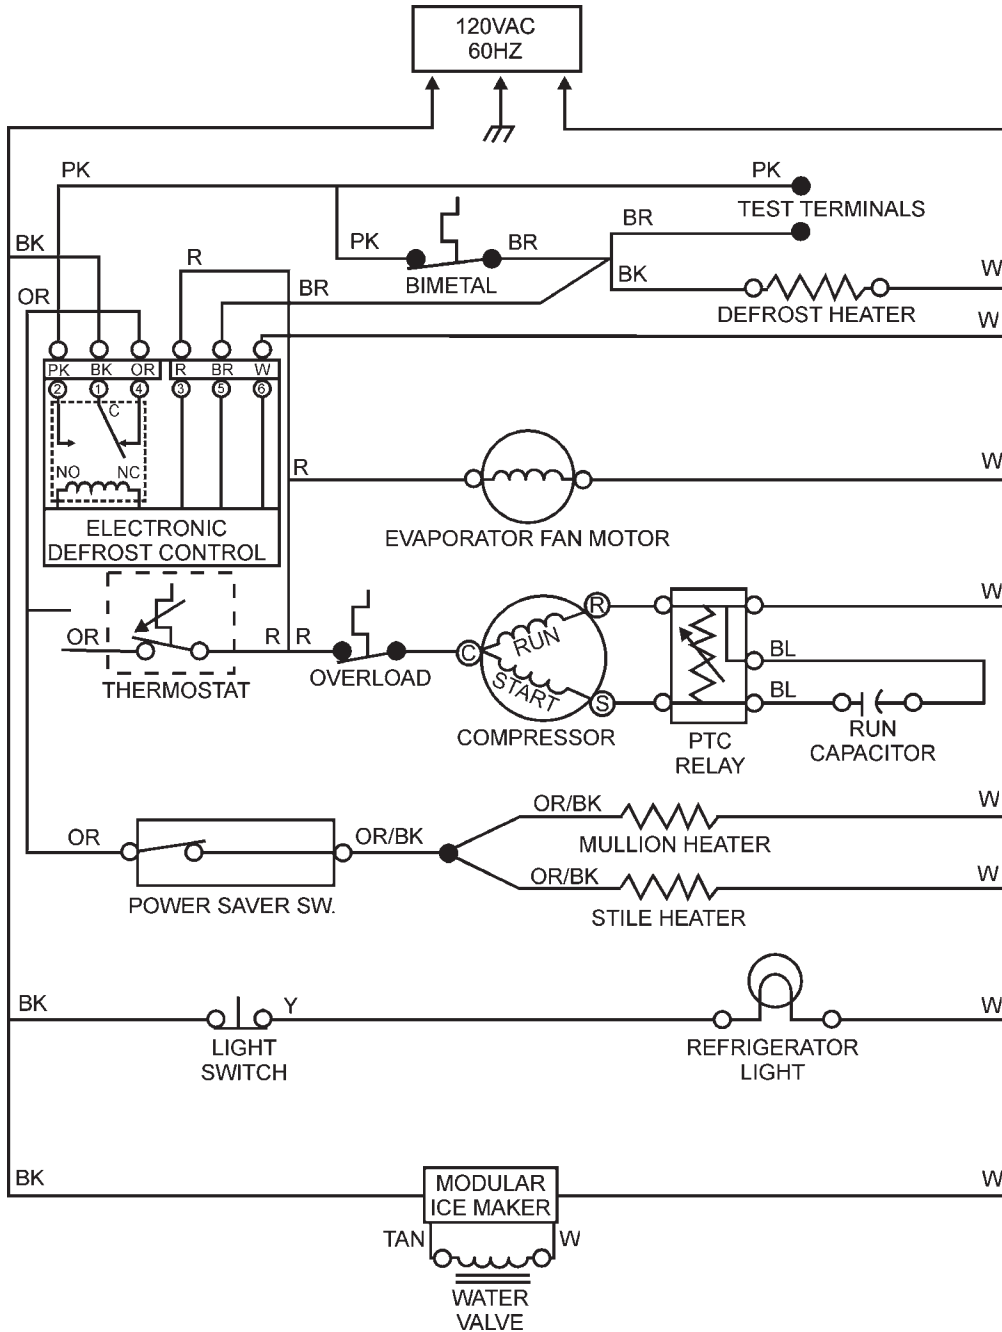 120VAC
60HZ
PK
PK
TEST TERMINALS
BR
PK
BR
BK
R
BIMETAL
BK
W
OR
BR
DEFROST HEATER
W
PK BK OR R BR W
2 1 4 3 5 6
C
NO NC
R
W
ELECTRONIC
DEFROST CONTROL
EVAPORATOR FAN MOTOR
W
R
OR
R R
C
RUN
START
S
BL
BL
THERMOSTAT
OVERLOAD
COMPRESSOR
PTC
RELAY
RUN
CAPACITOR
OR/BK
W
OR
OR/BK
MULLION HEATER
OR/BK
W
POWER SAVER SW.
STILE HEATER
BK
Y
W
LIGHT
SWITCH
REFRIGERATOR
LIGHT
BK
MODULAR
ICE MAKER
W
TAN
W
WATER
VALVE